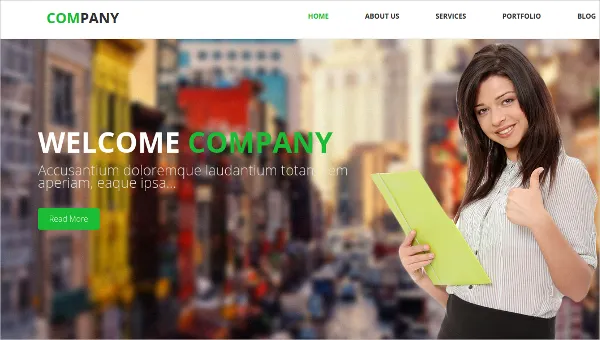 COMPANY
HOME ABOUT US SERVICES PORTFOLIO BLOG
WELCOME COMPANY
Accusantium doloremque laudantium totam rem
aperiam, eaque ipsa...
Read More